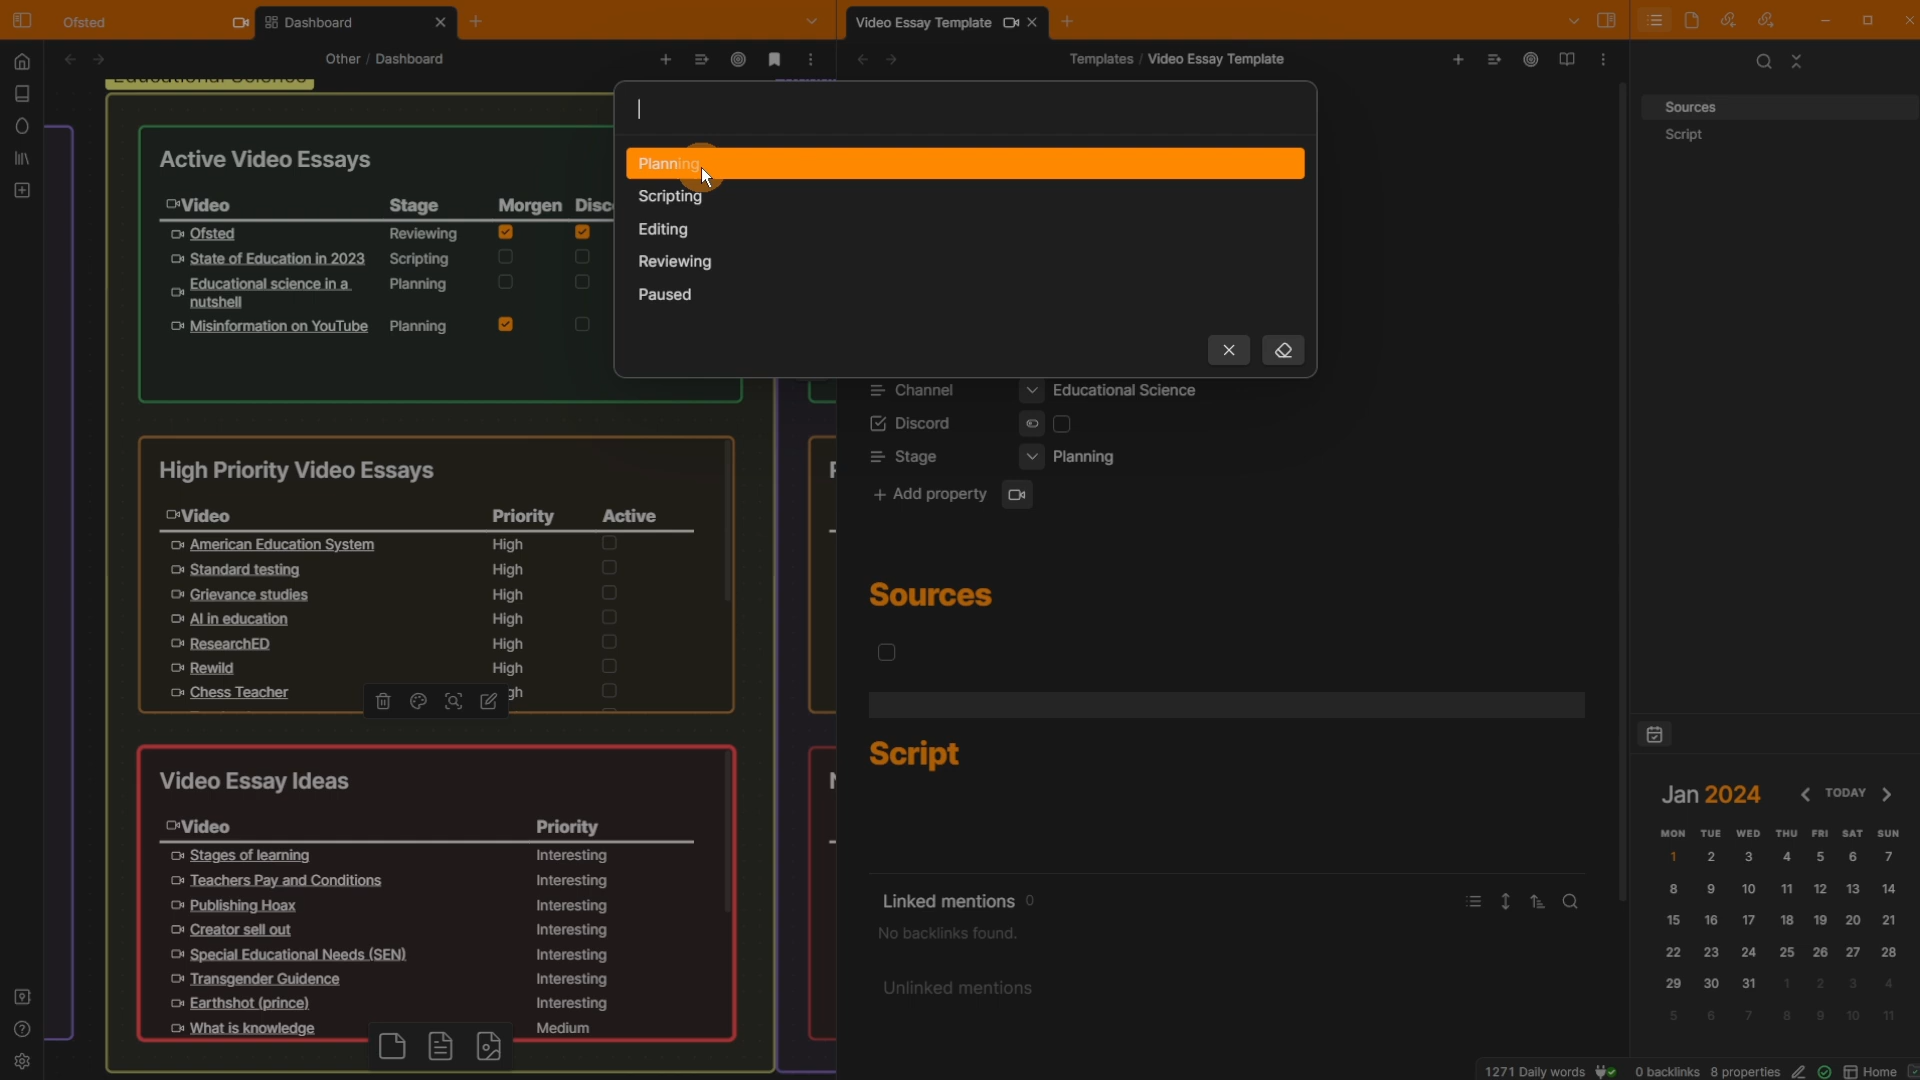 Ofsted
Dashboard
Video Essay Template
Other / Dashboard
Templates / Video Essay Template
Educational Science
Active Video Essays
Video Stage Morgen Disc
Ofsted Reviewing
State of Education in 2023 Scripting
Educational science in a nutshell Planning
Misinformation on YouTube Planning
High Priority Video Essays
Video Priority Active
American Education System High
Standard testing High
Grievance studies High
AI in education High
ResearchED High
Rewild High
Chess Teacher gh
Video Essay Ideas
Video Priority
Stages of learning Interesting
Teachers Pay and Conditions Interesting
Publishing Hoax Interesting
Creator sell out Interesting
Special Educational Needs (SEN) Interesting
Transgender Guidance Interesting
Earthshot (prince) Interesting
What is knowledge Medium
Planning
Scripting
Editing
Reviewing
Paused
Channel Educational Science
Discord
Stage Planning
+ Add property
Sources
Script
Linked mentions 0
No backlinks found.
Unlinked mentions
Sources
Script
Jan 2024 TODAY
MON TUE WED THU FRI SAT SUN
1 2 3 4 5 6 7
8 9 10 11 12 13 14
15 16 17 18 19 20 21
22 23 24 25 26 27 28
29 30 31 1 2 3 4
5 6 7 8 9 10 11
1271 Daily words 0 backlinks 8 properties Home